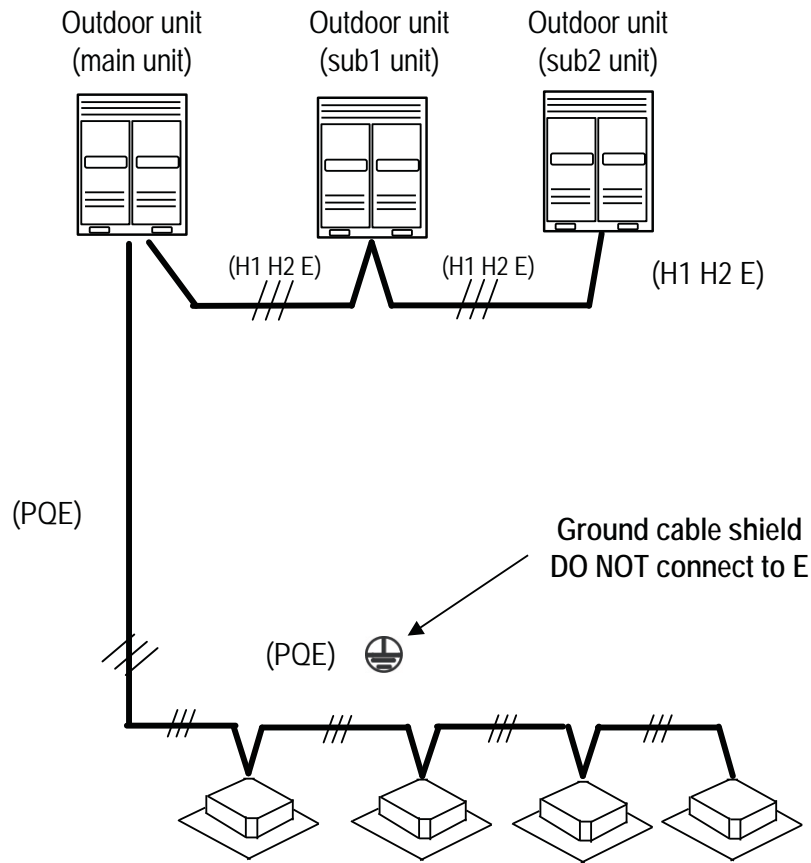 Outdoor unit
(main unit)
Outdoor unit
(sub1 unit)
Outdoor unit
(sub2 unit)
(H1 H2 E)
(H1 H2 E)
(H1 H2 E)
(PQE)
Ground cable shield
DO NOT connect to E
(PQE)